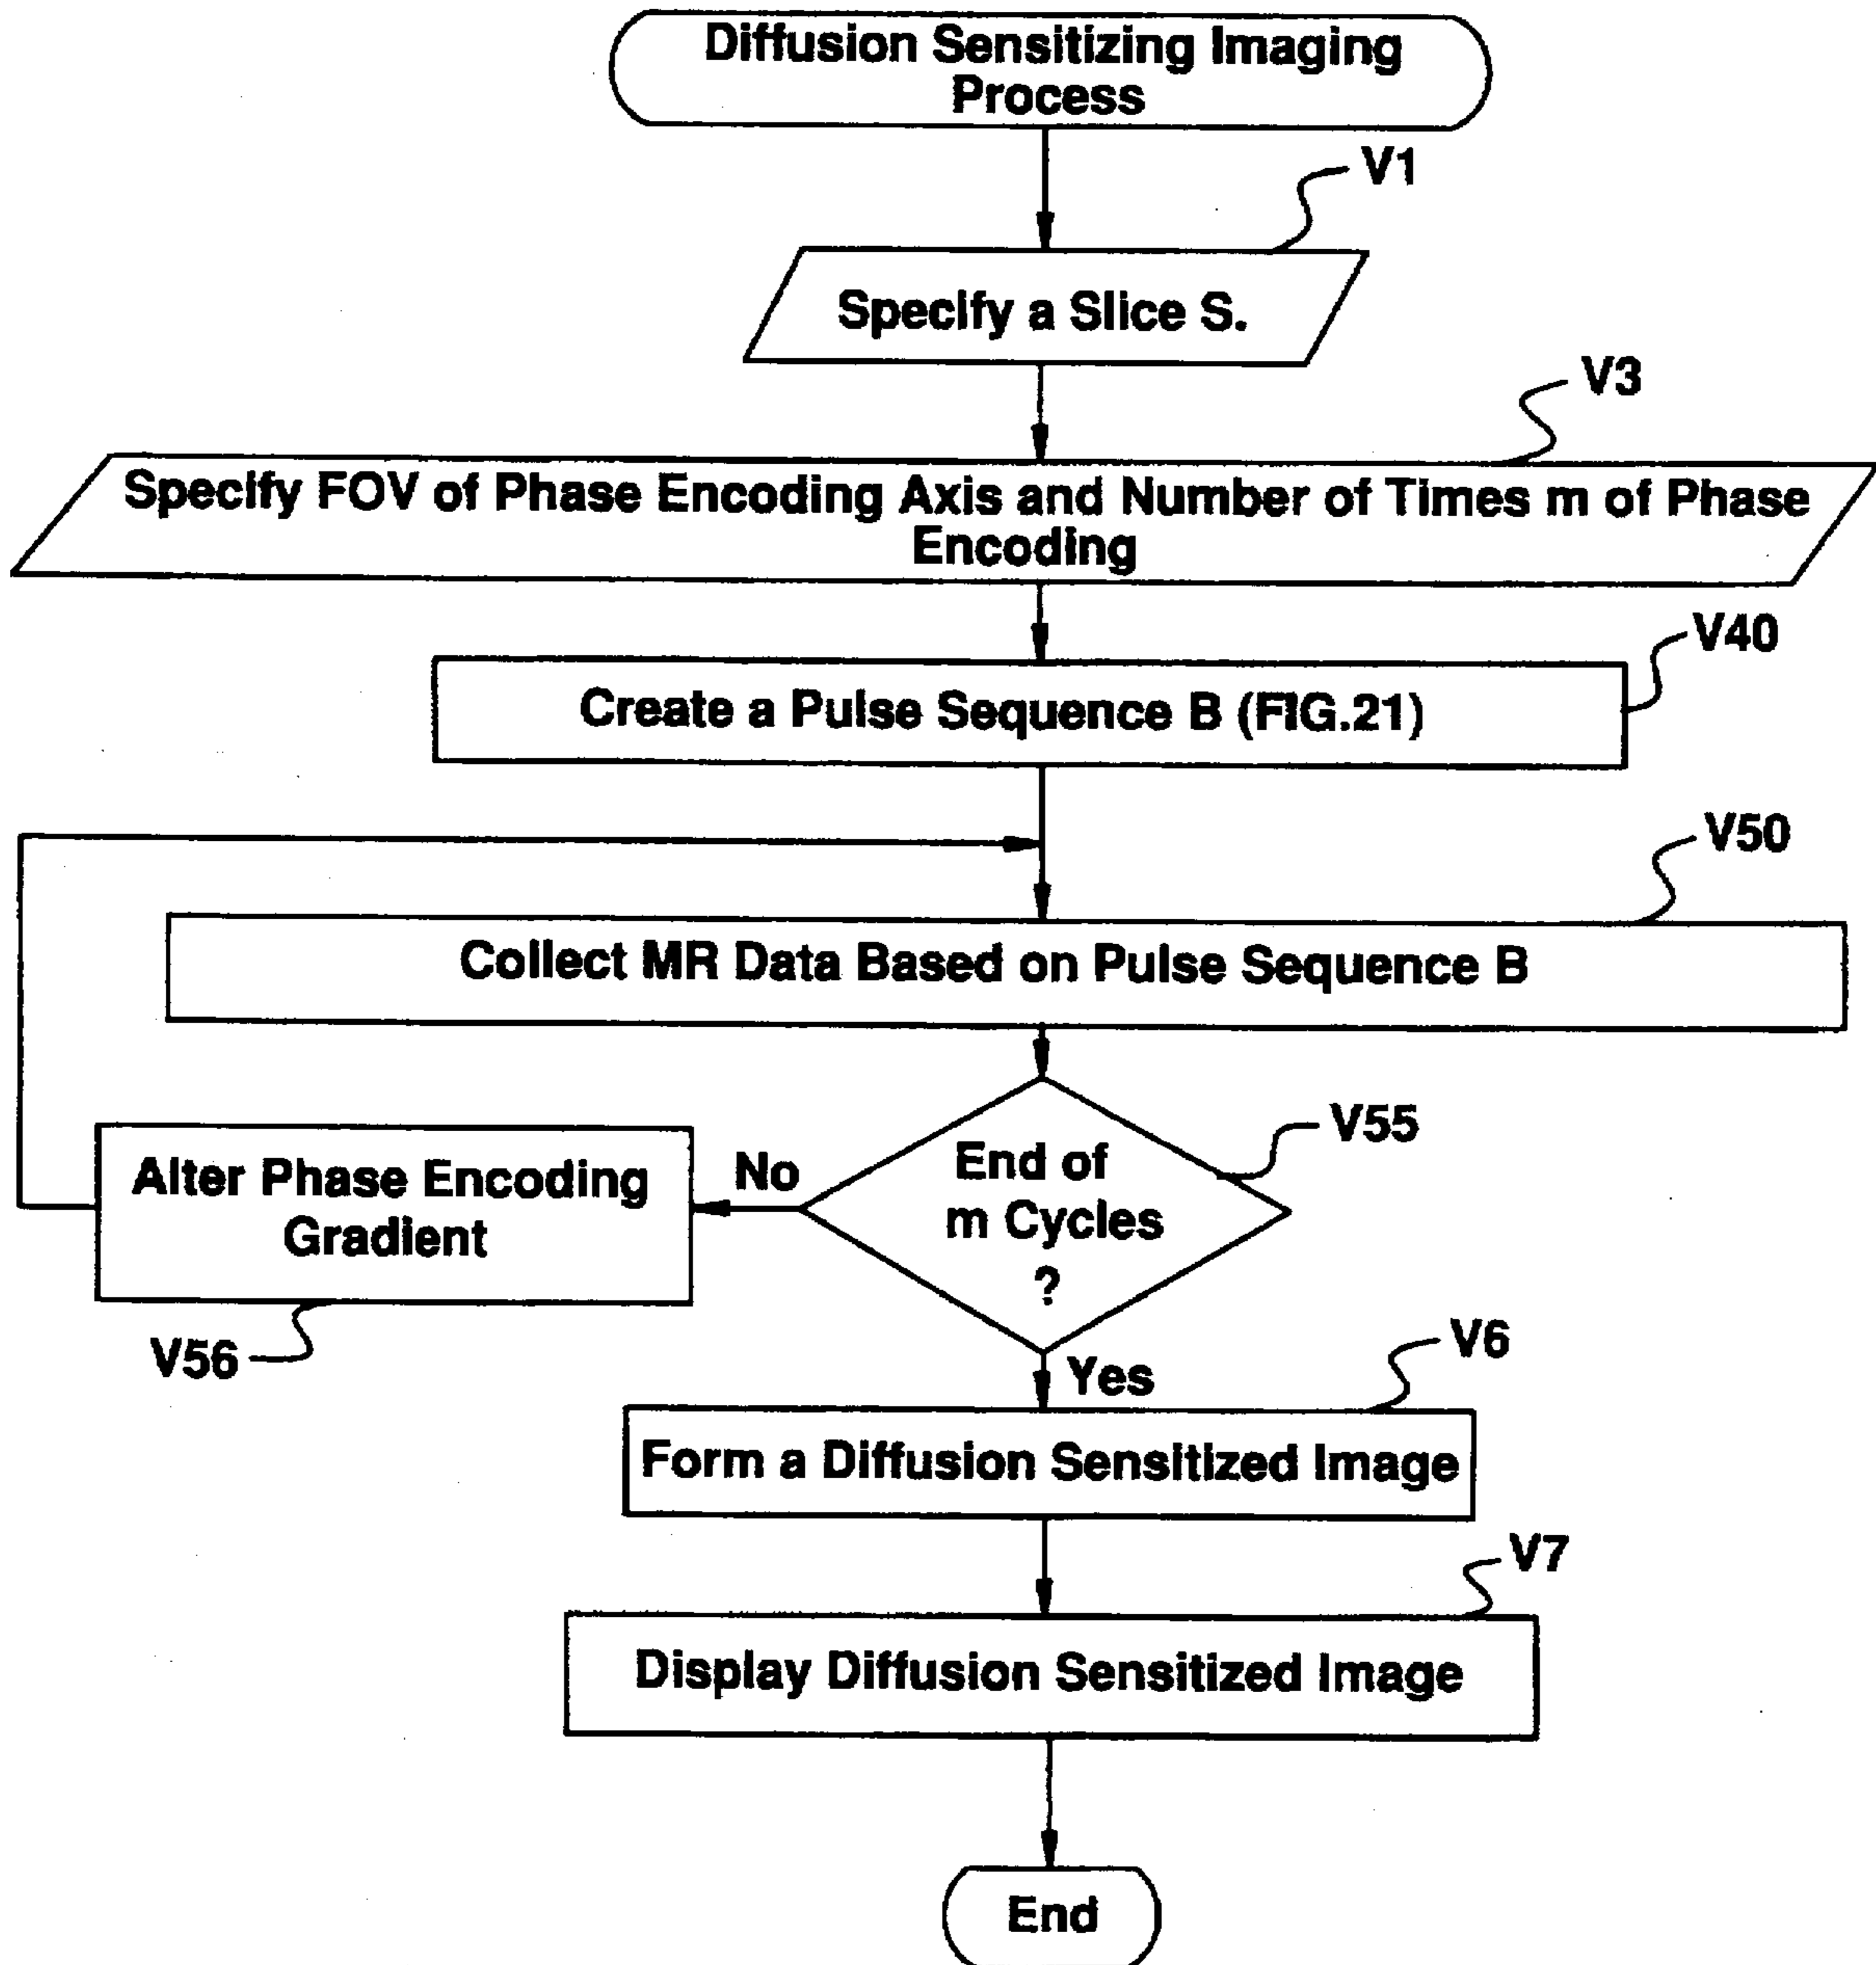 Diffusion Sensitizing Imaging
Process
V1
Specify a Slice S.
V3
Specify FOV of Phase Encoding Axis and Number of Times m of Phase
Encoding
V40
Create a Pulse Sequence B (FIG.21)
V50
Collect MR Data Based on Pulse Sequence B
V55
End of
m Cycles
?
No
Alter Phase Encoding
Gradient
V56
Yes
V6
Form a Diffusion Sensitized Image
V7
Display Diffusion Sensitized Image
End